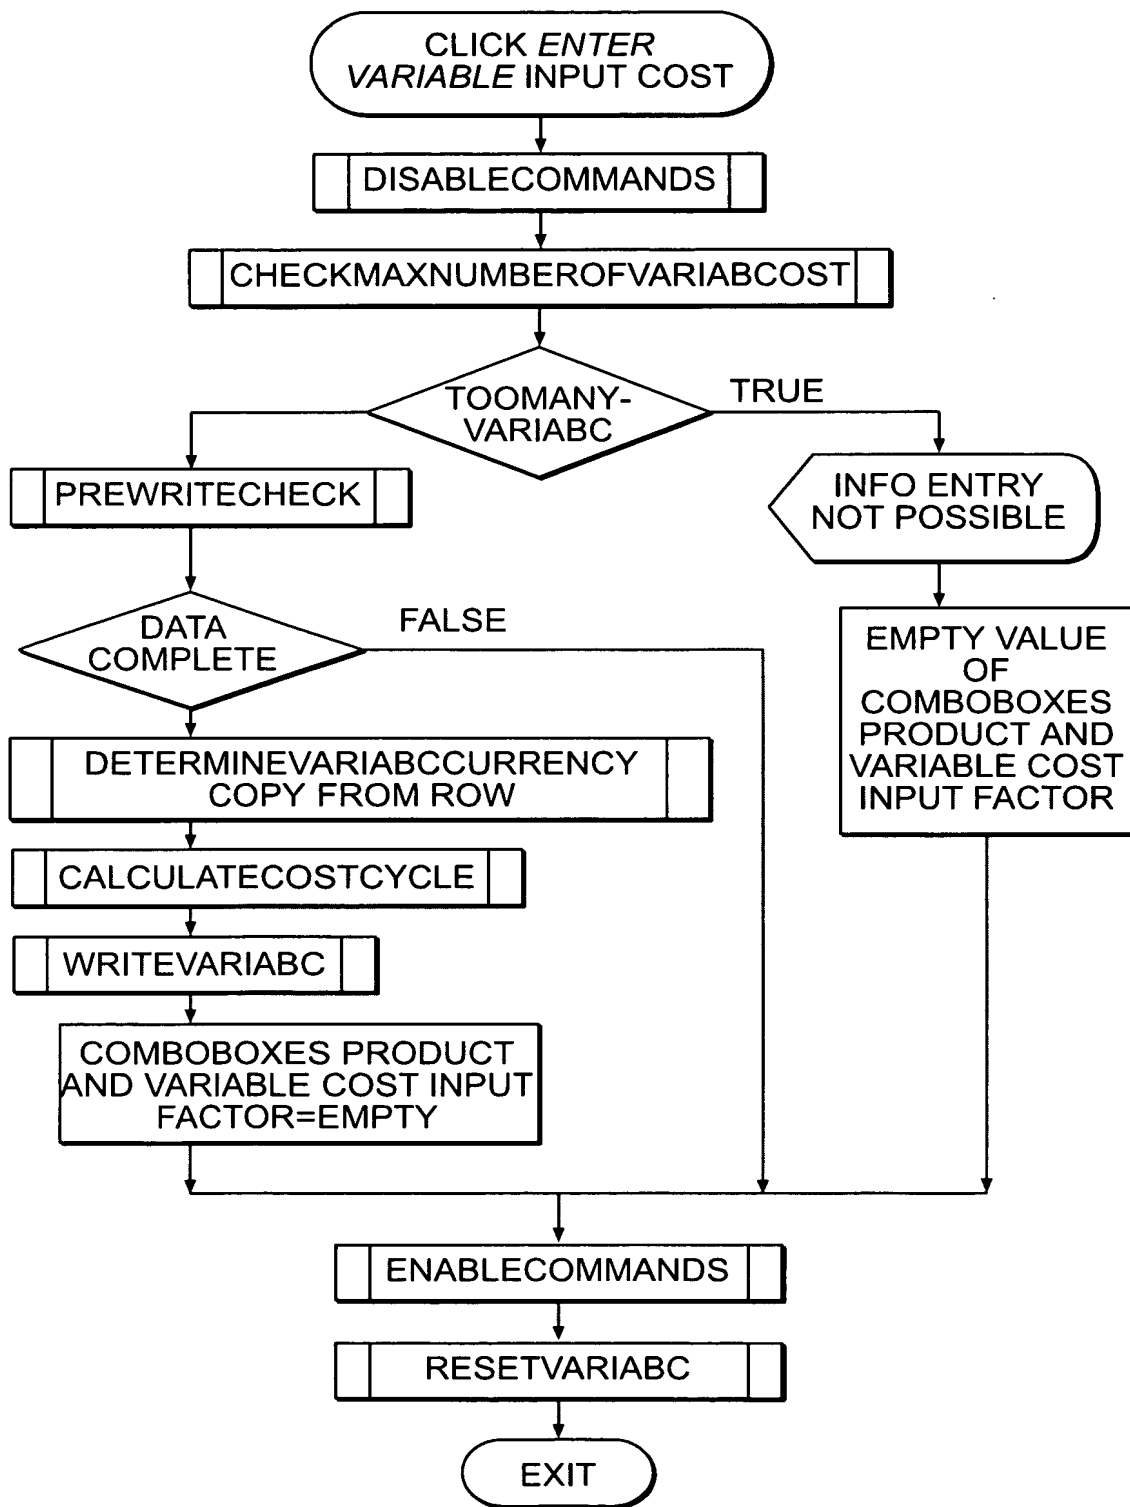 CLICK ENTER
VARIABLE INPUT COST
DISABLECOMMANDS
CHECKMAXNUMBEROFVARIABCOST
TOOMANY-
VARIABC
TRUE
PREWRITECHECK
INFO ENTRY
NOT POSSIBLE
DATA
COMPLETE
FALSE
EMPTY VALUE
OF
COMBOBOXES
PRODUCT AND
VARIABLE COST
INPUT FACTOR
DETERMINEVARIABCCURRENCY
COPY FROM ROW
CALCULATECOSTCYCLE
WRITEVARIABC
COMBOBOXES PRODUCT
AND VARIABLE COST INPUT
FACTOR=EMPTY
ENABLECOMMANDS
RESETVARIABC
EXIT